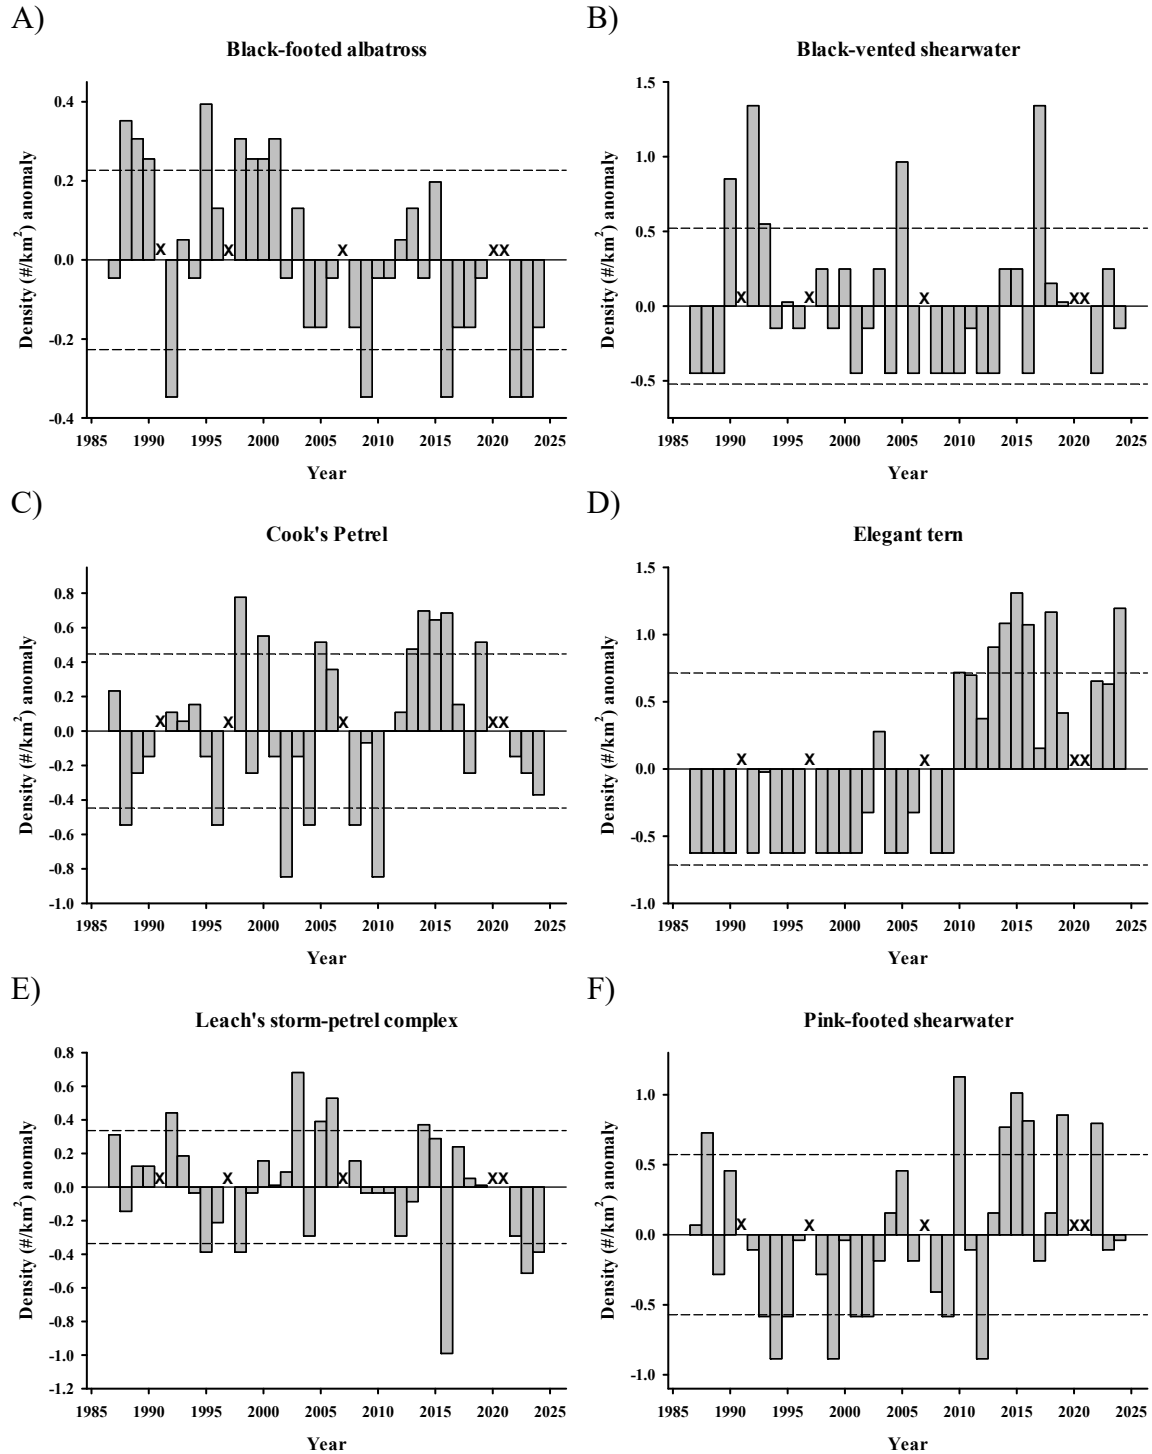 A)
Black-footed albatross
Density (#/km2) anomaly
0.4
0.2
0.0
-0.2
-0.4
X X X X X
1985 1990 1995 2000 2005 2010 2015 2020 2025
Year
B)
Black-vented shearwater
Density (#/km2) anomaly
1.5
1.0
0.5
0.0
-0.5
X X X X X
1985 1990 1995 2000 2005 2010 2015 2020 2025
Year
C)
Cook's Petrel
Density (#/km2) anomaly
0.8
0.6
0.4
0.2
0.0
-0.2
-0.4
-0.6
-0.8
-1.0
X X X X X
1985 1990 1995 2000 2005 2010 2015 2020 2025
Year
D)
Elegant tern
Density (#/km2) anomaly
1.5
1.0
0.5
0.0
-0.5
-1.0
X X X X X
1985 1990 1995 2000 2005 2010 2015 2020 2025
Year
E)
Leach's storm-petrel complex
Density (#/km2) anomaly
0.8
0.6
0.4
0.2
0.0
-0.2
-0.4
-0.6
-0.8
-1.0
-1.2
X X X X X
1985 1990 1995 2000 2005 2010 2015 2020 2025
Year
F)
Pink-footed shearwater
Density (#/km2) anomaly
1.0
0.5
0.0
-0.5
-1.0
X X X X X
1985 1990 1995 2000 2005 2010 2015 2020 2025
Year